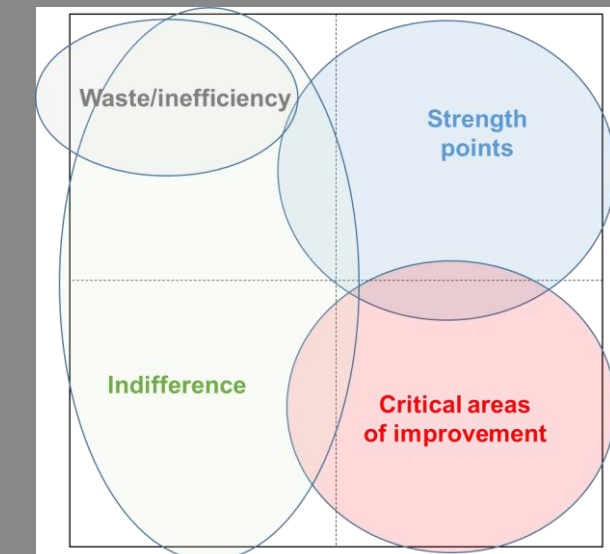 Waste/inefficiency
Strength
points
Indifference
Critical areas
of improvement